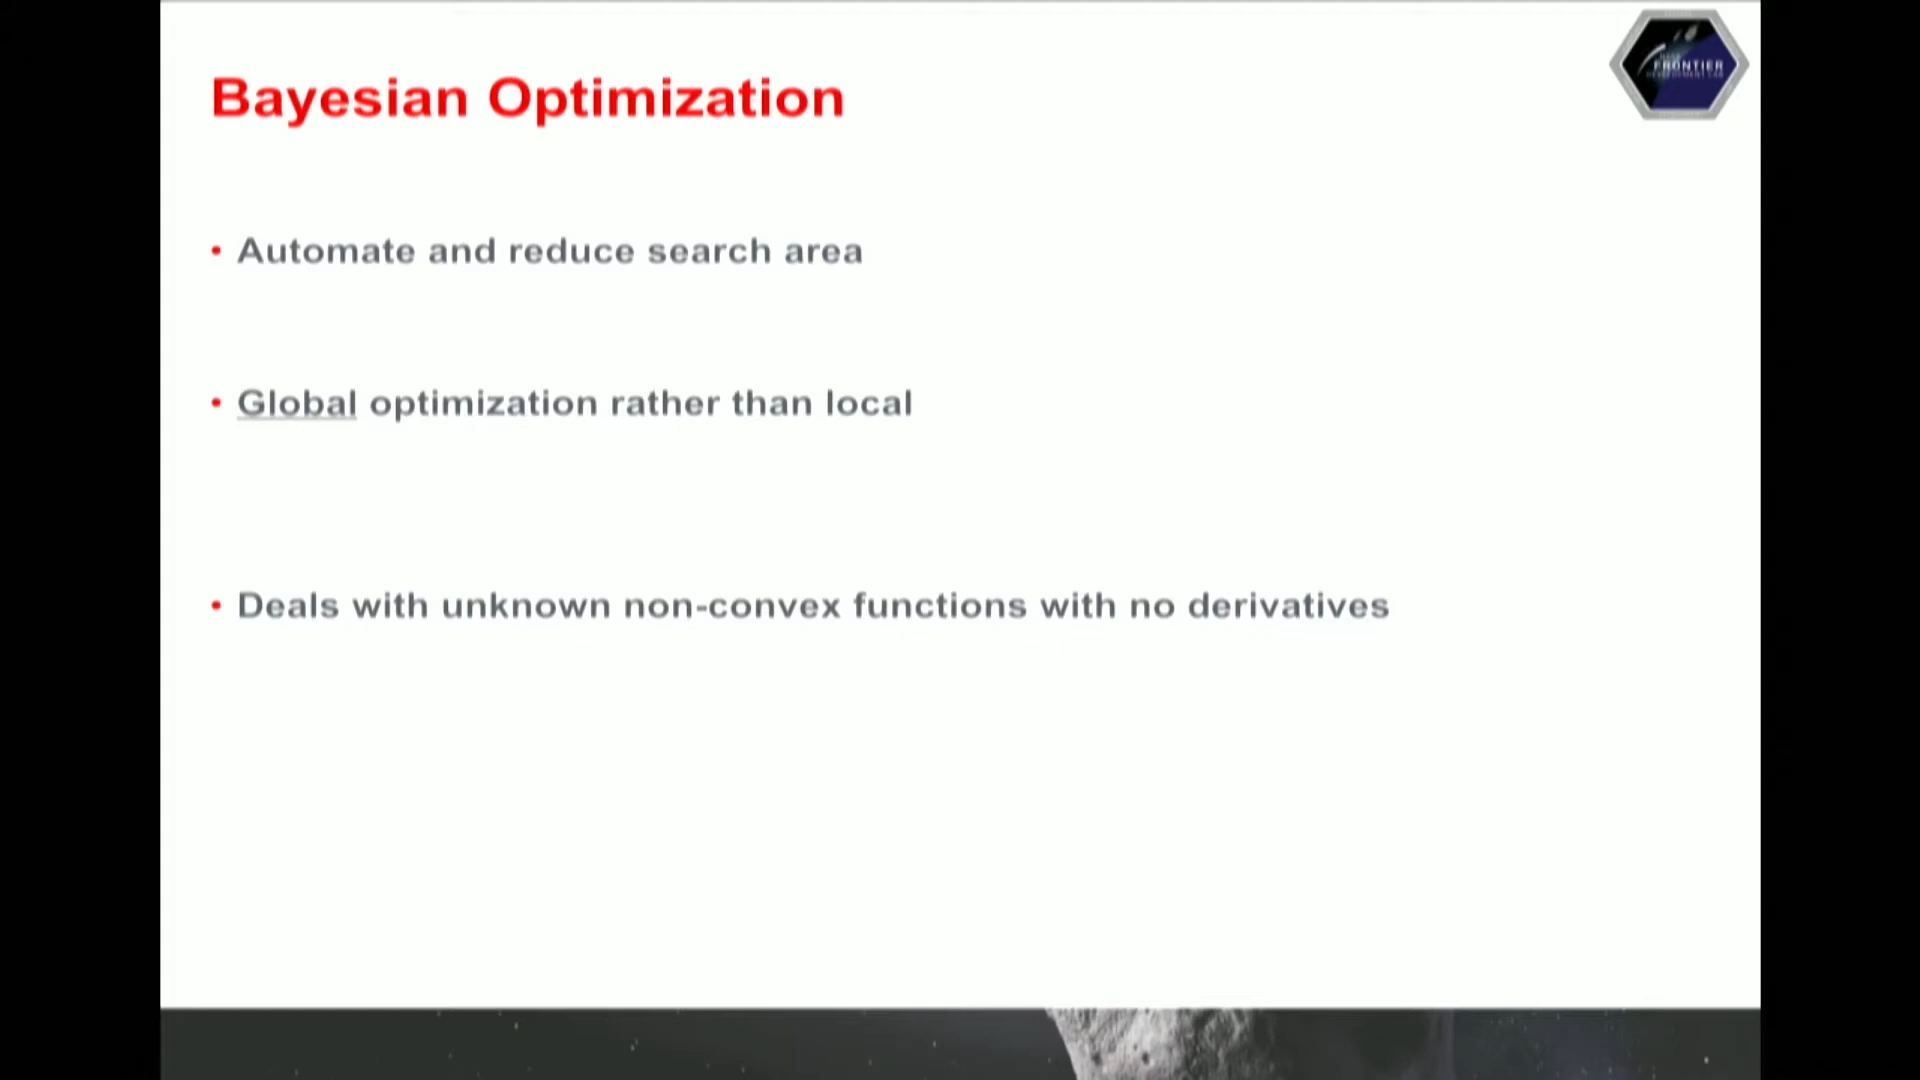 Bayesian Optimization
FRONTIER
• Automate and reduce search area
• Global optimization rather than local
• Deals with unknown non-convex functions with no derivatives